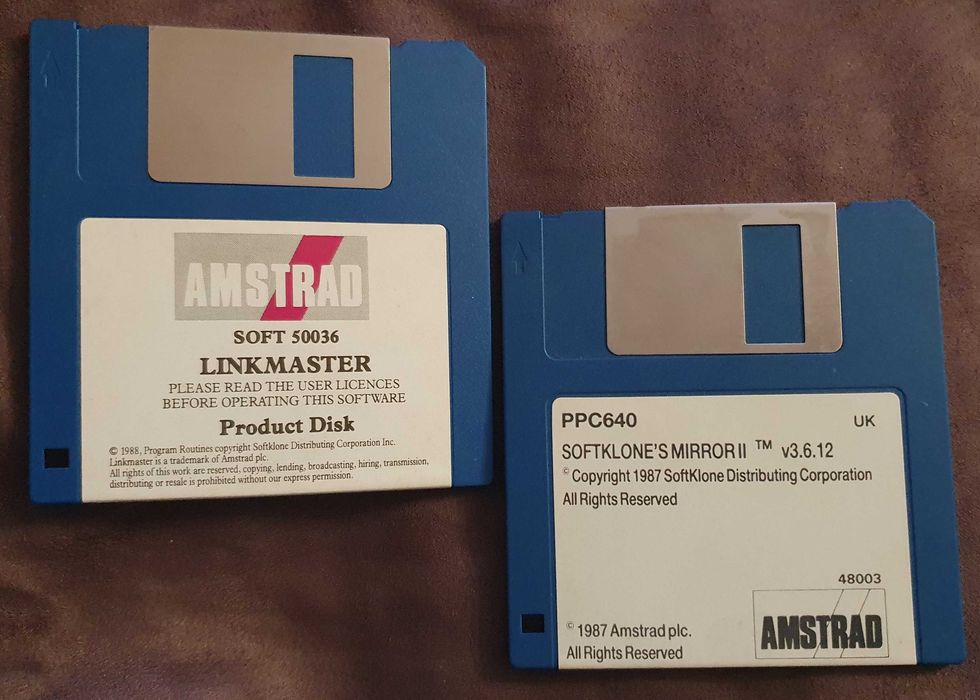 AMSTRAD
SOFT 50036
LINKMASTER
PLEASE READ THE USER LICENCES
BEFORE OPERATING THIS SOFTWARE
Product Disk
© 1988, Program Routines copyright Softklone Distributing Corporation Inc.
Linkmaster is a trademark of Amstrad plc.
All rights of this work are reserved, copying, lending, broadcasting, hiring, transmission,
distributing or resale is prohibited without our express permission.
PPC640 UK
SOFTKLONE'S MIRROR II ™ v3.6.12
© Copyright 1987 SoftKlone Distributing Corporation
All Rights Reserved
48003
© 1987 Amstrad plc.
All Rights Reserved
AMSTRAD